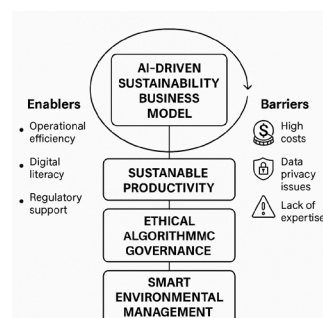 AI-DRIVEN
SUSTAINABILITY
BUSINESS
MODEL
Enablers
• Operational
efficiency
• Digital
literacy
• Regulatory
support
Barriers
High
costs
Data
privacy
issues
Lack of
expertise
SUSTANABLE
PRODUCTIVITY
ETHICAL
ALGORITHMMC
GOVERNANCE
SMART
ENVIRONMENTAL
MANAGEMENT